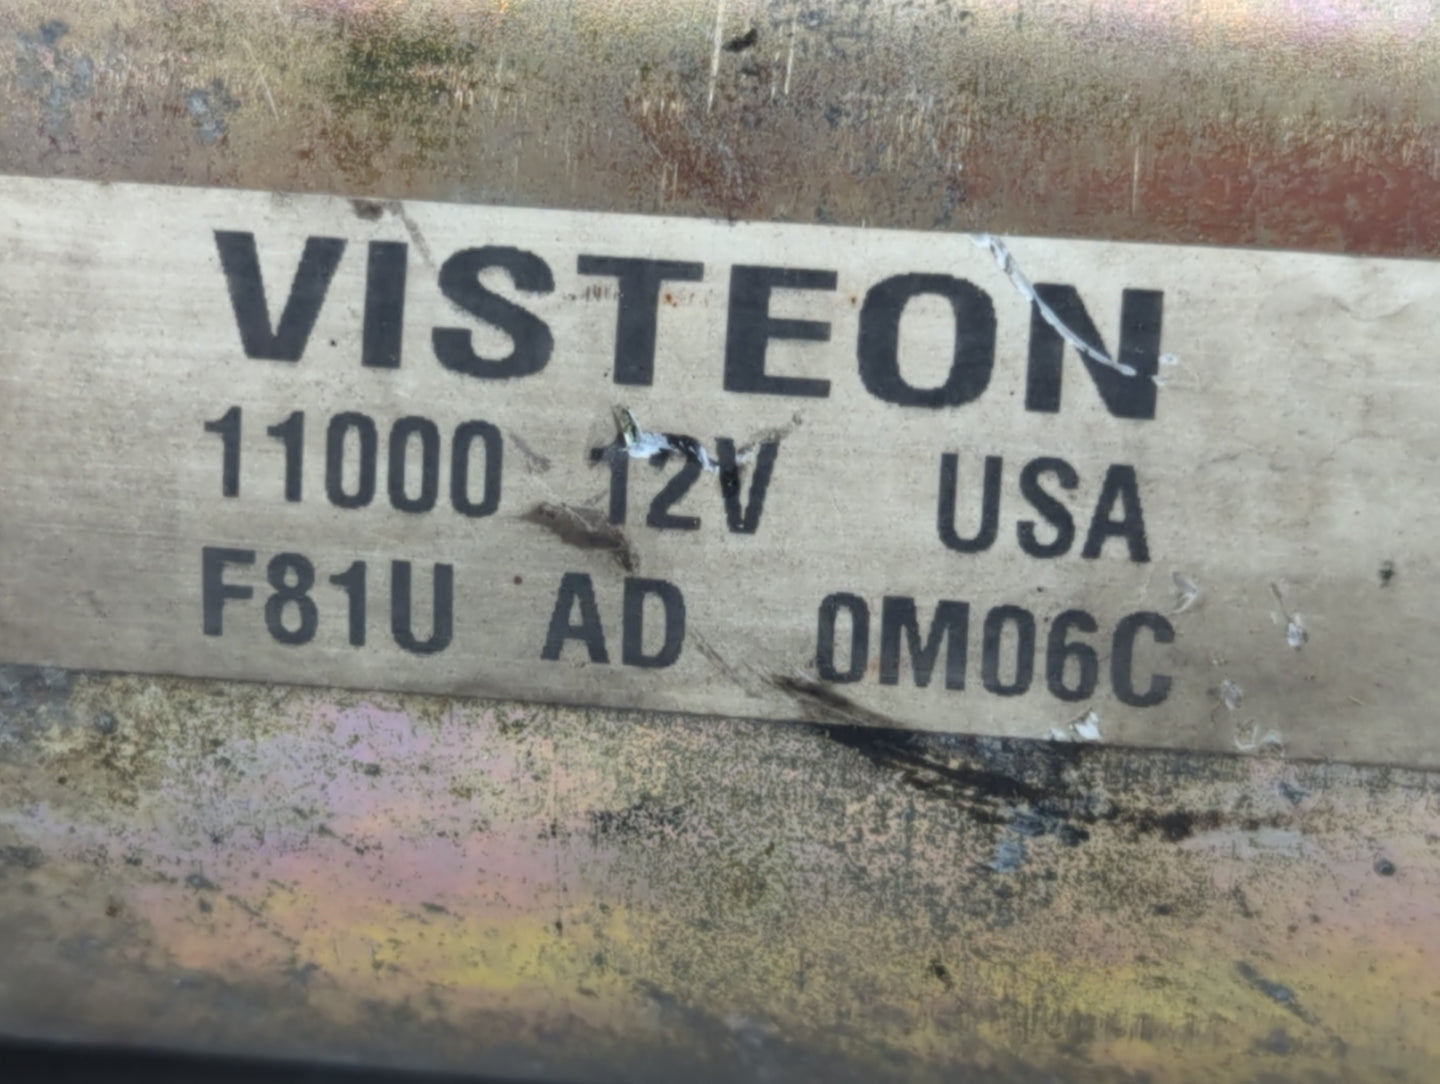 VISTEON
11000 12V USA
F81U AD 0M06C